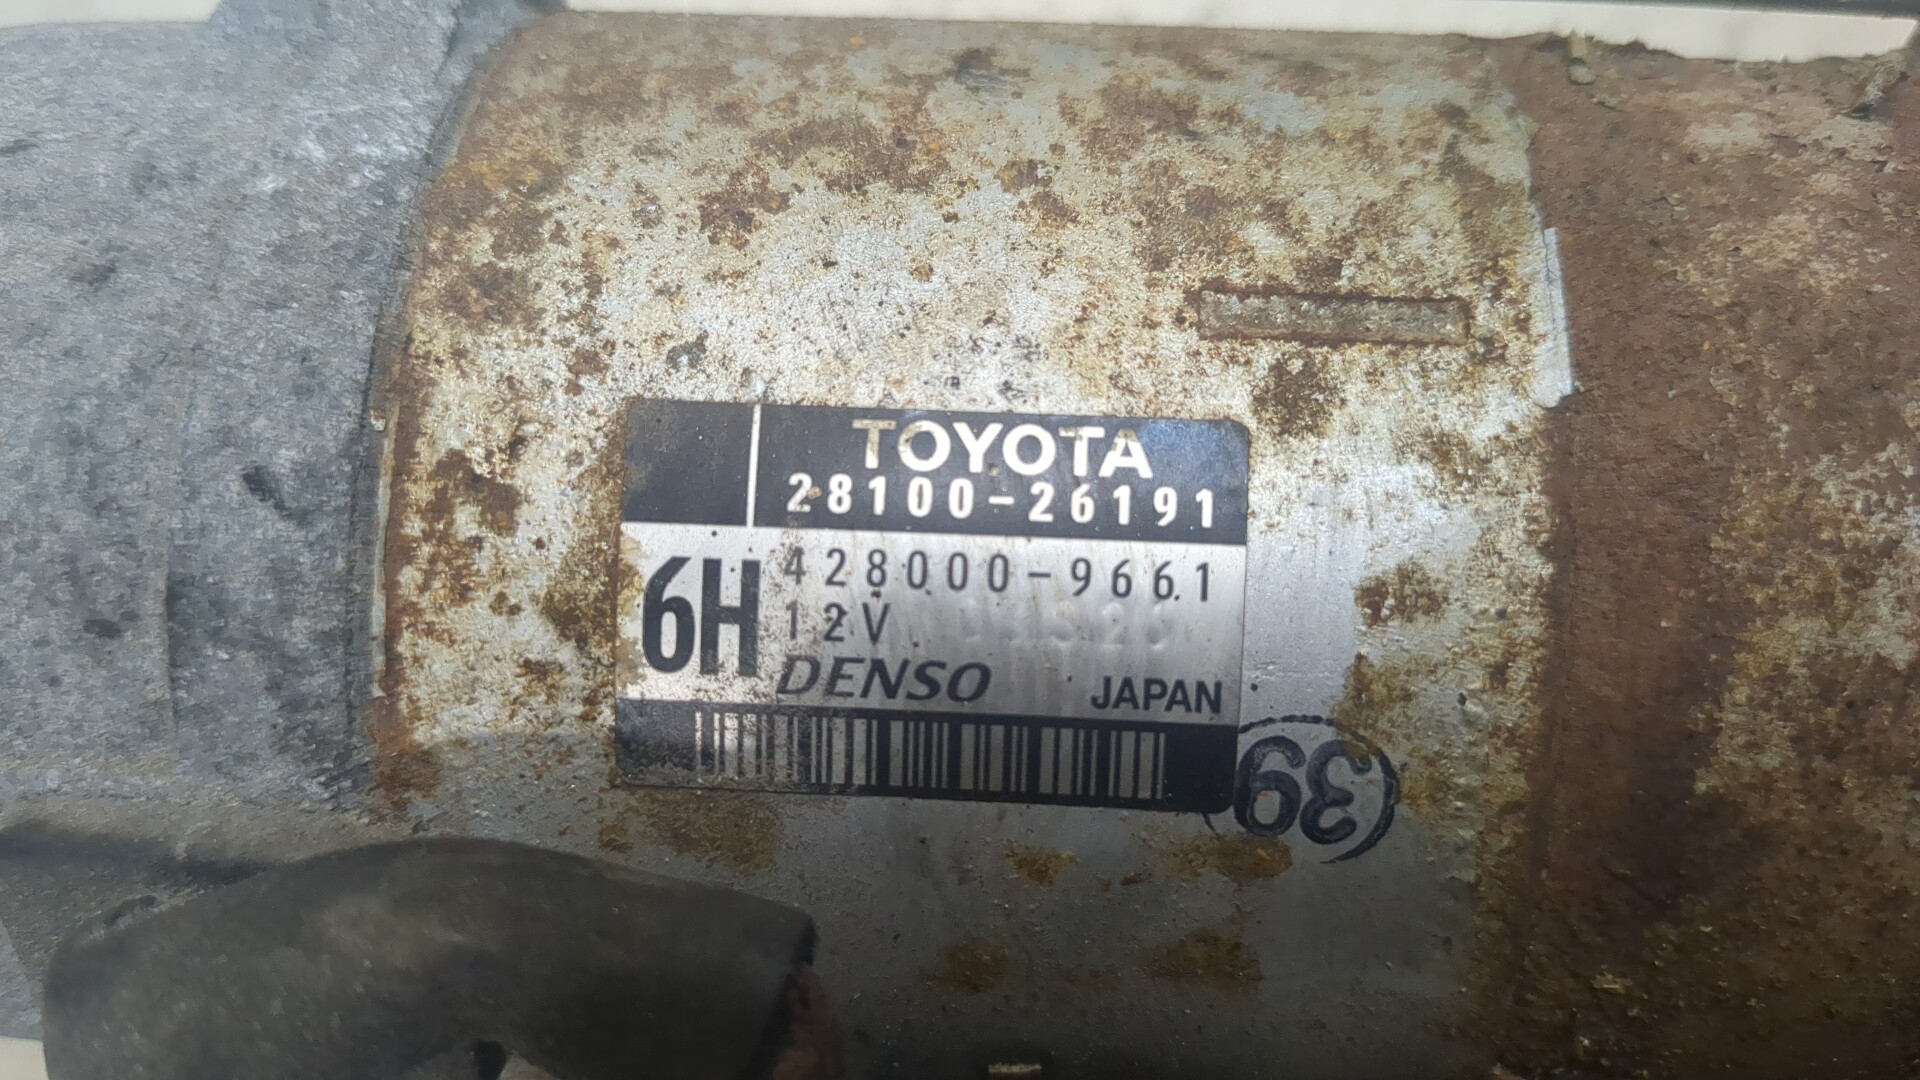 TOYOTA
28100-26191
6H
428000-9661
12V
DENSO JAPAN
39